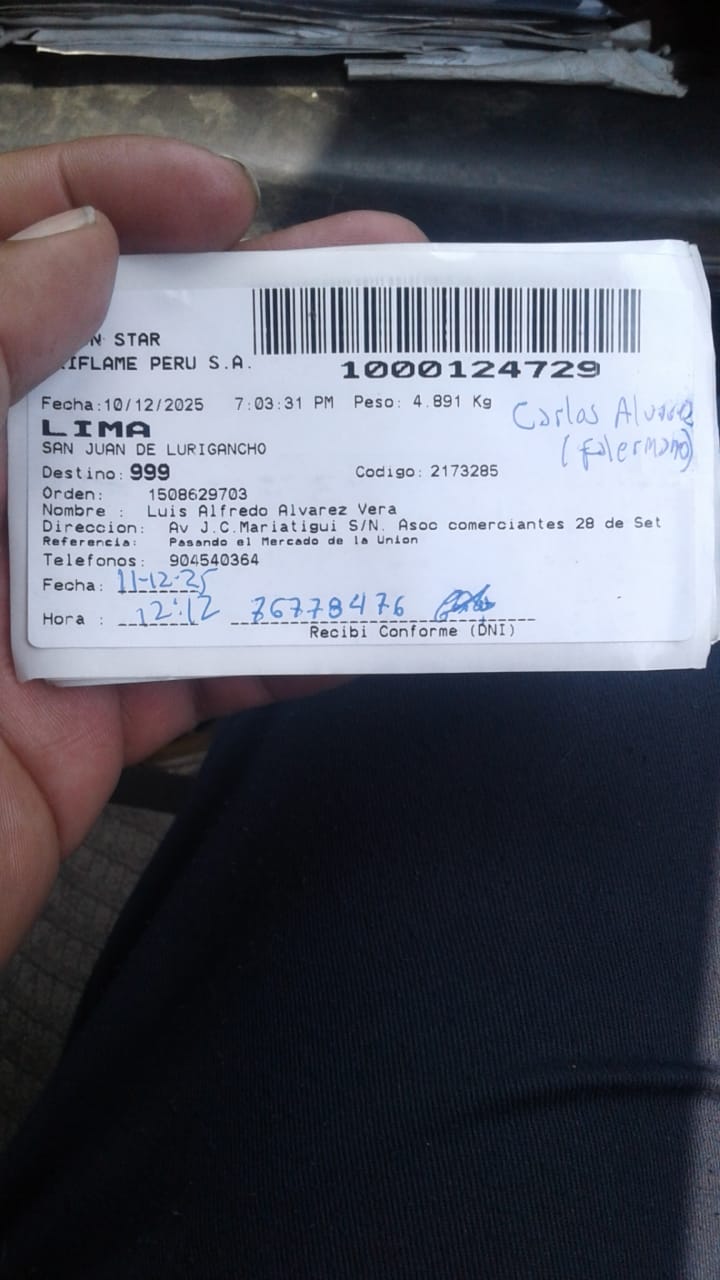 STAR
IFLAME PERU S.A.
1000124729
Fecha:10/12/2025 7:03:31 PM Peso: 4.891 Kg
Carlos Alvarez
LIMA
SAN JUAN DE LURIGANCHO
Destino: 999 Codigo: 2173285
Orden: 1508629703
Nombre : Luis Alfredo Alvarez Vera
Direccion: Av J.C.Mariatigui S/N. Asoc comerciantes 28 de Set
Referencia: Pasando el Mercado de la Union
Telefonos: 904540364
Fecha: 11-12-25
Hora : 12:12 76778476
Recibi Conforme (DNI)